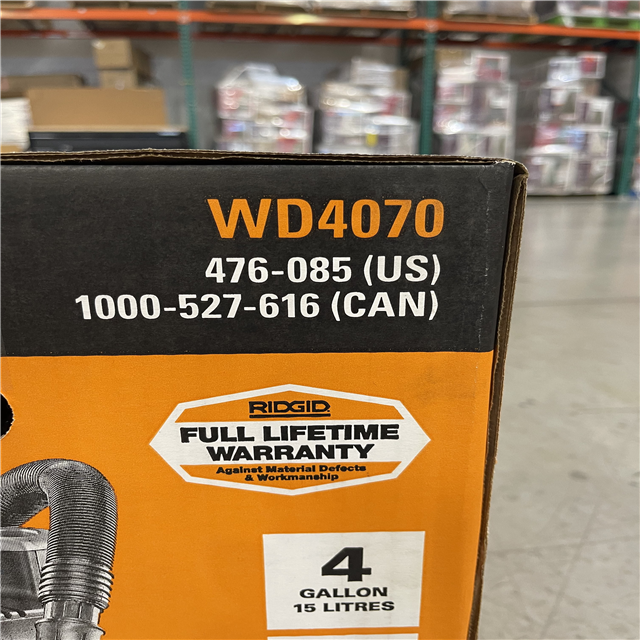 WD4070
476-085 (US)
1000-527-616 (CAN)
RIDGID
FULL LIFETIME
WARRANTY
Against Material Defects
& Workmanship
4
GALLON
15 LITRES